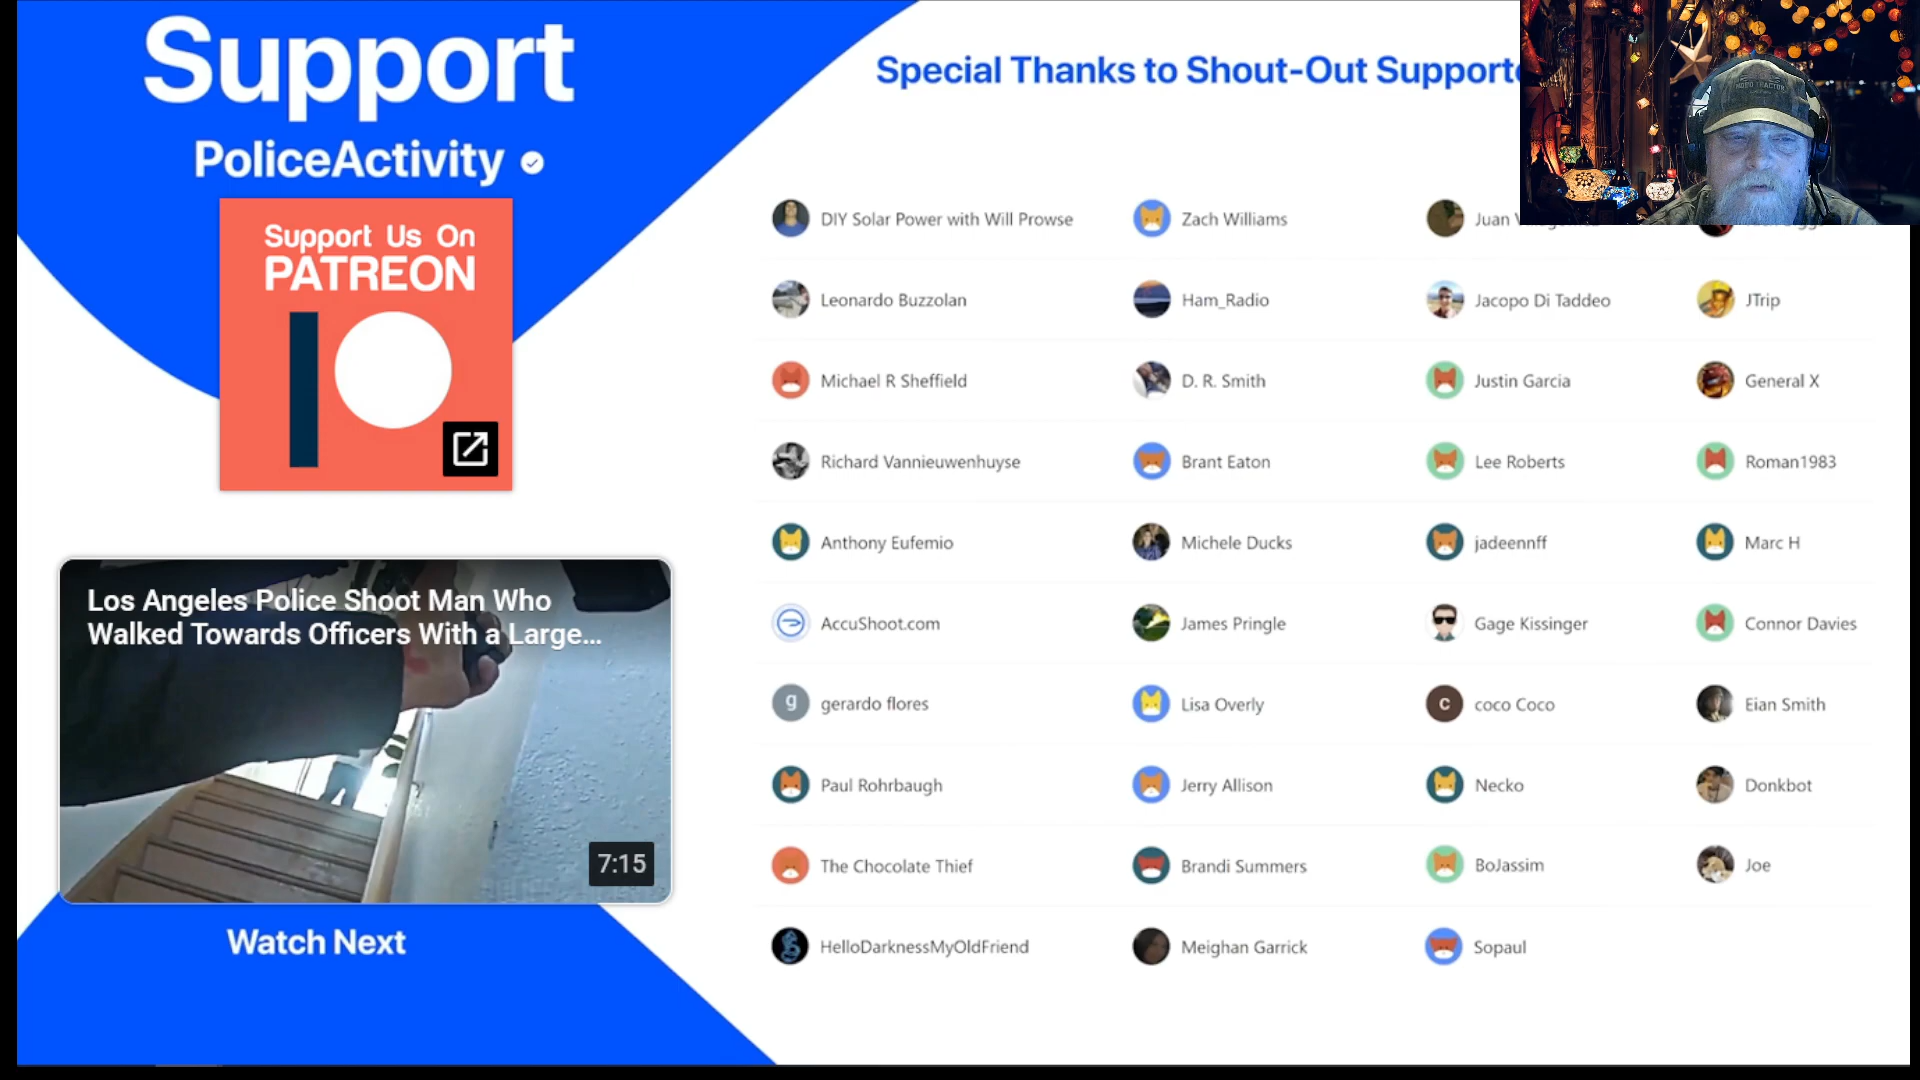 Support
PoliceActivity
Support Us On
PATREON
Los Angeles Police Shoot Man Who
Walked Towards Officers With a Large...
7:15
Watch Next
Special Thanks to Shout-Out
DIY Solar Power with Will Prowse
Zach Williams
Juan
Leonardo Buzzolan
Ham_Radio
Jacopo Di Taddeo
JTrip
Michael R Sheffield
D. R. Smith
Justin Garcia
General X
Richard Vannieuwenhuyse
Brant Eaton
Lee Roberts
Roman1983
Anthony Eufemio
Michele Ducks
jadeennff
Marc H
AccuShoot.com
James Pringle
Gage Kissinger
Connor Davies
g
gerardo flores
Lisa Overly
c
coco Coco
Eian Smith
Paul Rohrbaugh
Jerry Allison
Necko
Donkbot
The Chocolate Thief
Brandi Summers
BoJassim
Joe
HelloDarknessMyOldFriend
Meighan Garrick
Sopaul